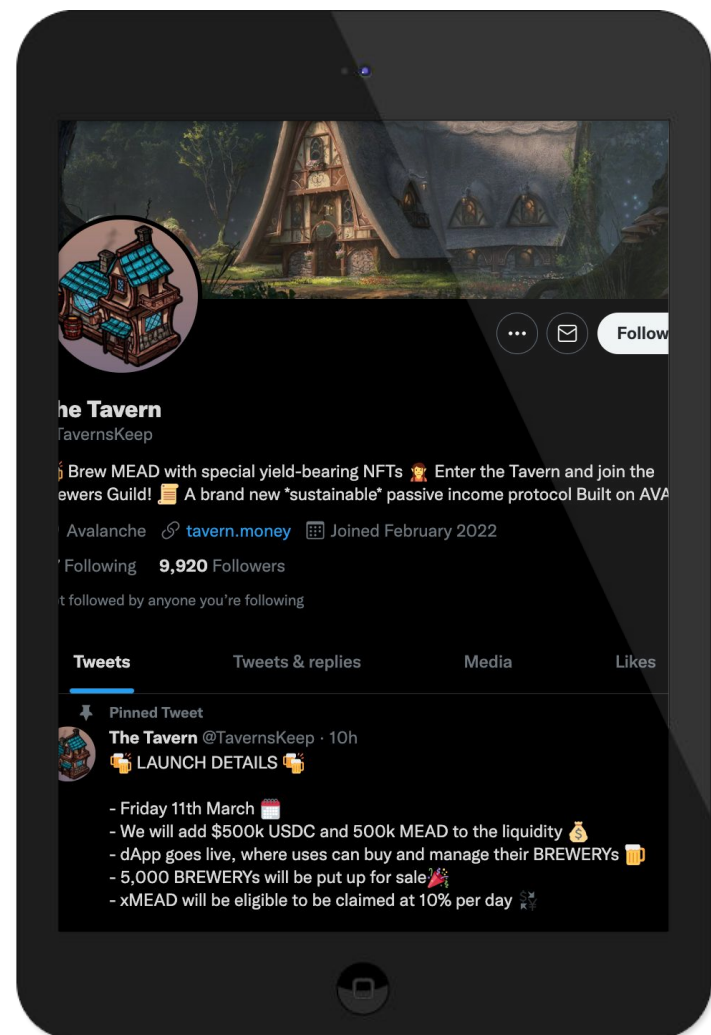 Follow
he Tavern
TavernsKeep
Brew MEAD with special yield-bearing NFTs 🧝 Enter the Tavern and join the
ewers Guild! 📜 A brand new *sustainable* passive income protocol Built on AVA
Avalanche tavern.money Joined February 2022
Following 9,920 Followers
t followed by anyone you're following
Tweets Tweets & replies Media Likes
Pinned Tweet
The Tavern @TavernsKeep · 10h
🍻 LAUNCH DETAILS 🍻
- Friday 11th March 🗓️
- We will add $500k USDC and 500k MEAD to the liquidity 💰
- dApp goes live, where uses can buy and manage their BREWERYs 🍺
- 5,000 BREWERYs will be put up for sale🎉
- xMEAD will be eligible to be claimed at 10% per day 💱